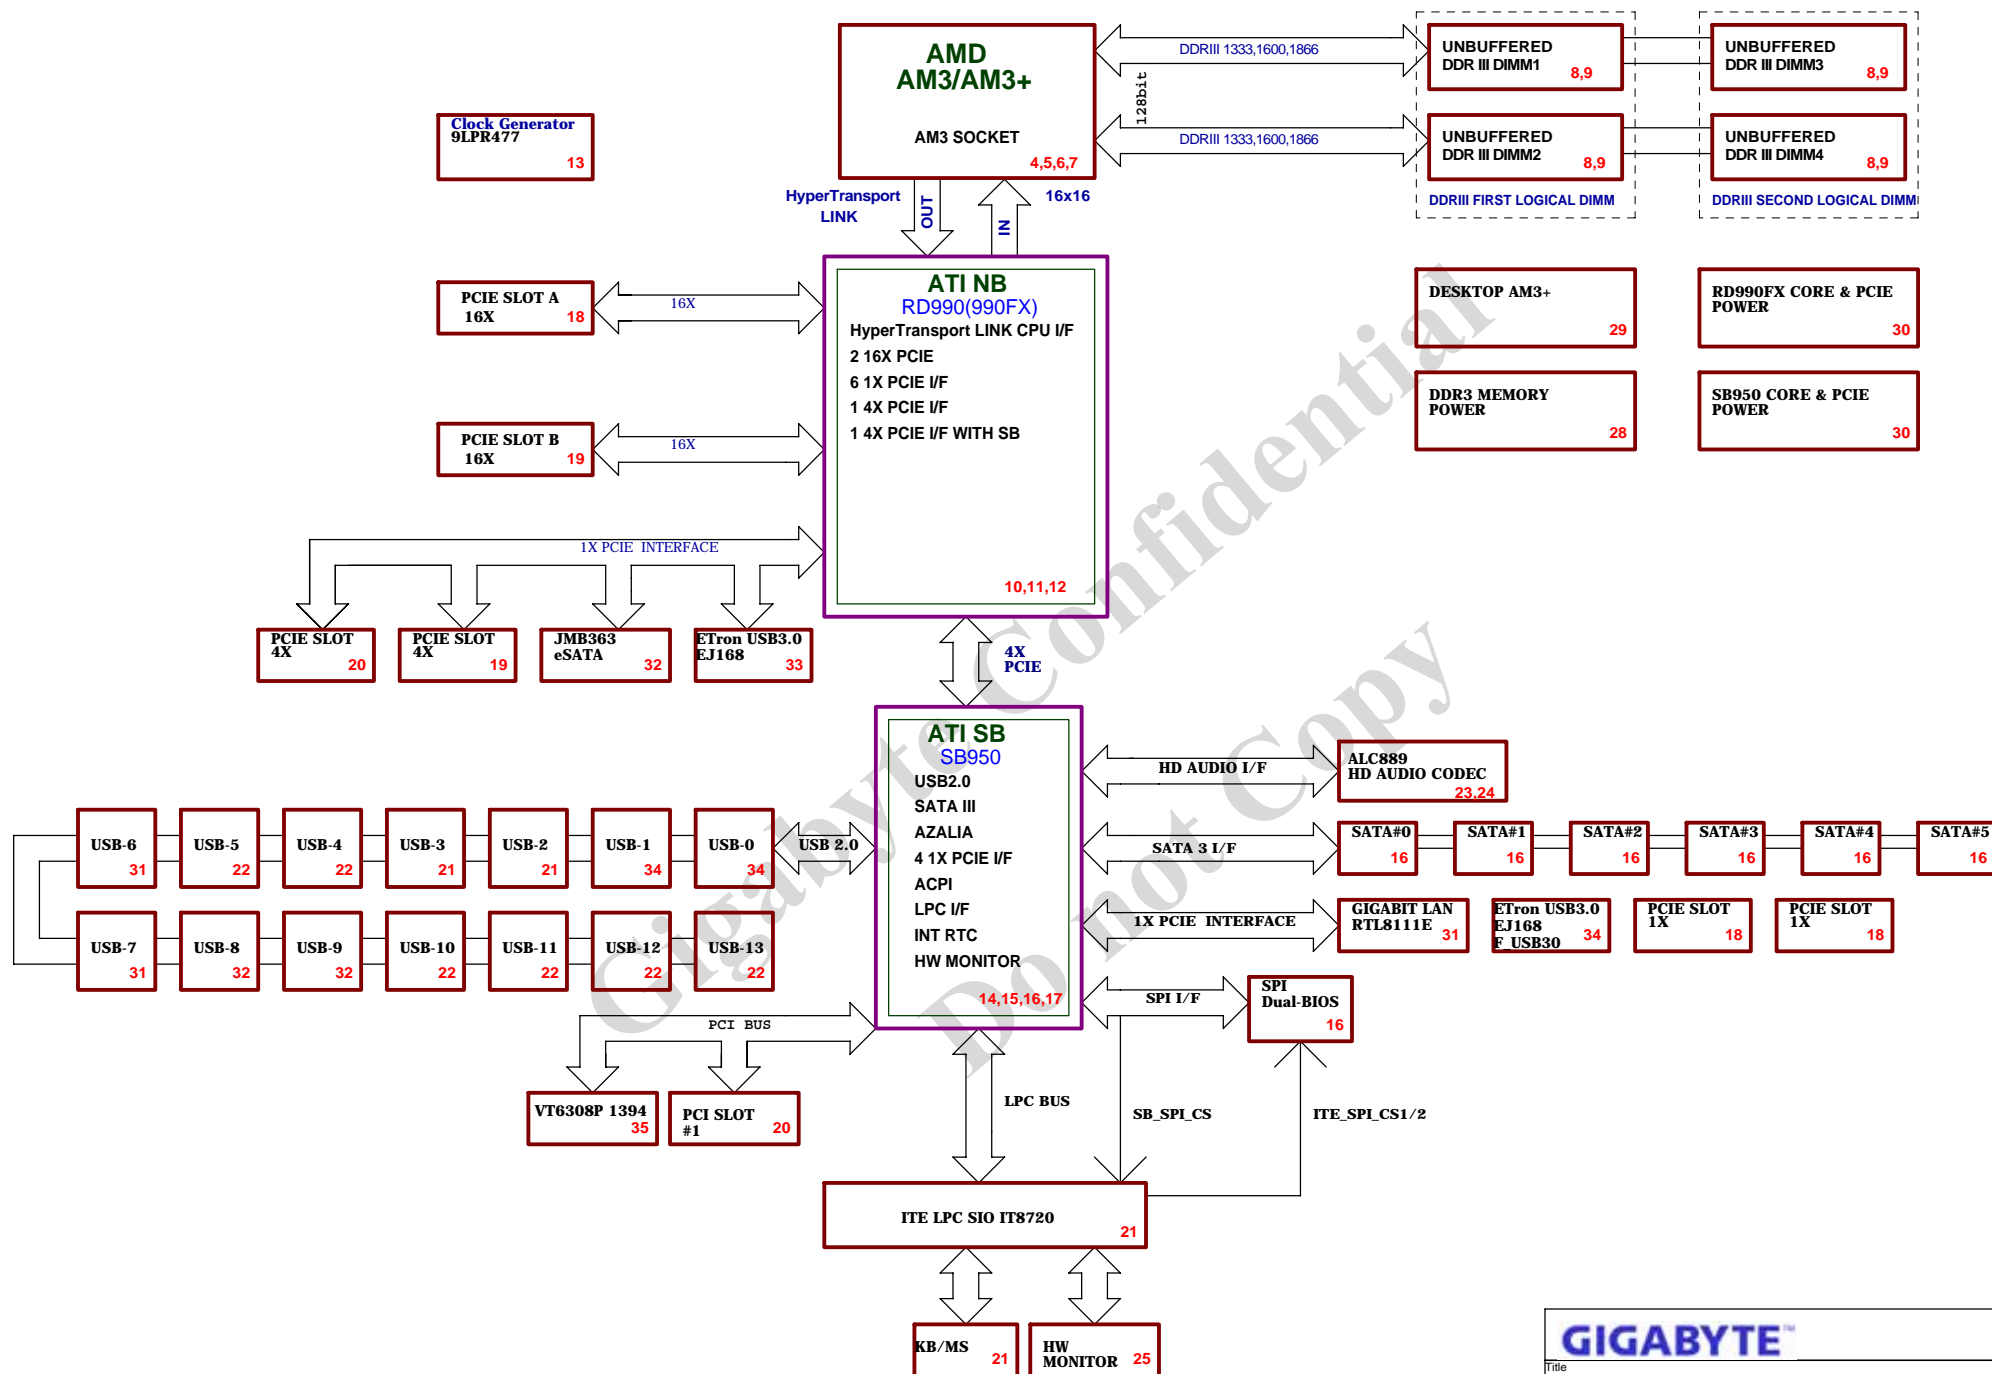 AMD
AM3/AM3+
AM3 SOCKET
4,5,6,7
DDRIII 1333,1600,1866
128bit
DDRIII 1333,1600,1866
UNBUFFERED
DDR III DIMM1
8,9
UNBUFFERED
DDR III DIMM3
8,9
UNBUFFERED
DDR III DIMM2
8,9
UNBUFFERED
DDR III DIMM4
8,9
DDRIII FIRST LOGICAL DIMM
DDRIII SECOND LOGICAL DIMM
Clock Generator
9LPR477
13
HyperTransport
LINK
OUT
IN
16x16
ATI NB
RD990(990FX)
HyperTransport LINK CPU I/F
2 16X PCIE
6 1X PCIE I/F
1 4X PCIE I/F
1 4X PCIE I/F WITH SB
10,11,12
PCIE SLOT A
16X
18
16X
PCIE SLOT B
16X
19
16X
DESKTOP AM3+
29
RD990FX CORE & PCIE
POWER
30
DDR3 MEMORY
POWER
28
SB950 CORE & PCIE
POWER
30
1X PCIE INTERFACE
PCIE SLOT
4X
20
PCIE SLOT
4X
19
JMB363
eSATA
32
ETron USB3.0
EJ168
33
4X
PCIE
ATI SB
SB950
USB2.0
SATA III
AZALIA
4 1X PCIE I/F
ACPI
LPC I/F
INT RTC
HW MONITOR
14,15,16,17
HD AUDIO I/F
ALC889
HD AUDIO CODEC
23,24
USB-6
31
USB-5
22
USB-4
22
USB-3
21
USB-2
21
USB-1
34
USB-0
34
USB 2.0
SATA 3 I/F
SATA#0
16
SATA#1
16
SATA#2
16
SATA#3
16
SATA#4
16
SATA#5
16
USB-7
31
USB-8
32
USB-9
32
USB-10
22
USB-11
22
USB-12
22
USB-13
22
1X PCIE INTERFACE
GIGABIT LAN
RTL8111E
31
ETron USB3.0
EJ168
F_USB30
34
PCIE SLOT
1X
18
PCIE SLOT
1X
18
SPI I/F
SPI
Dual-BIOS
16
PCI BUS
VT6308P 1394
35
PCI SLOT
#1
20
LPC BUS
SB_SPI_CS
ITE_SPI_CS1/2
ITE LPC SIO IT8720
21
KB/MS
21
HW
MONITOR
25
Gigabyte Confidential
Do not Copy
GIGABYTE™
Title